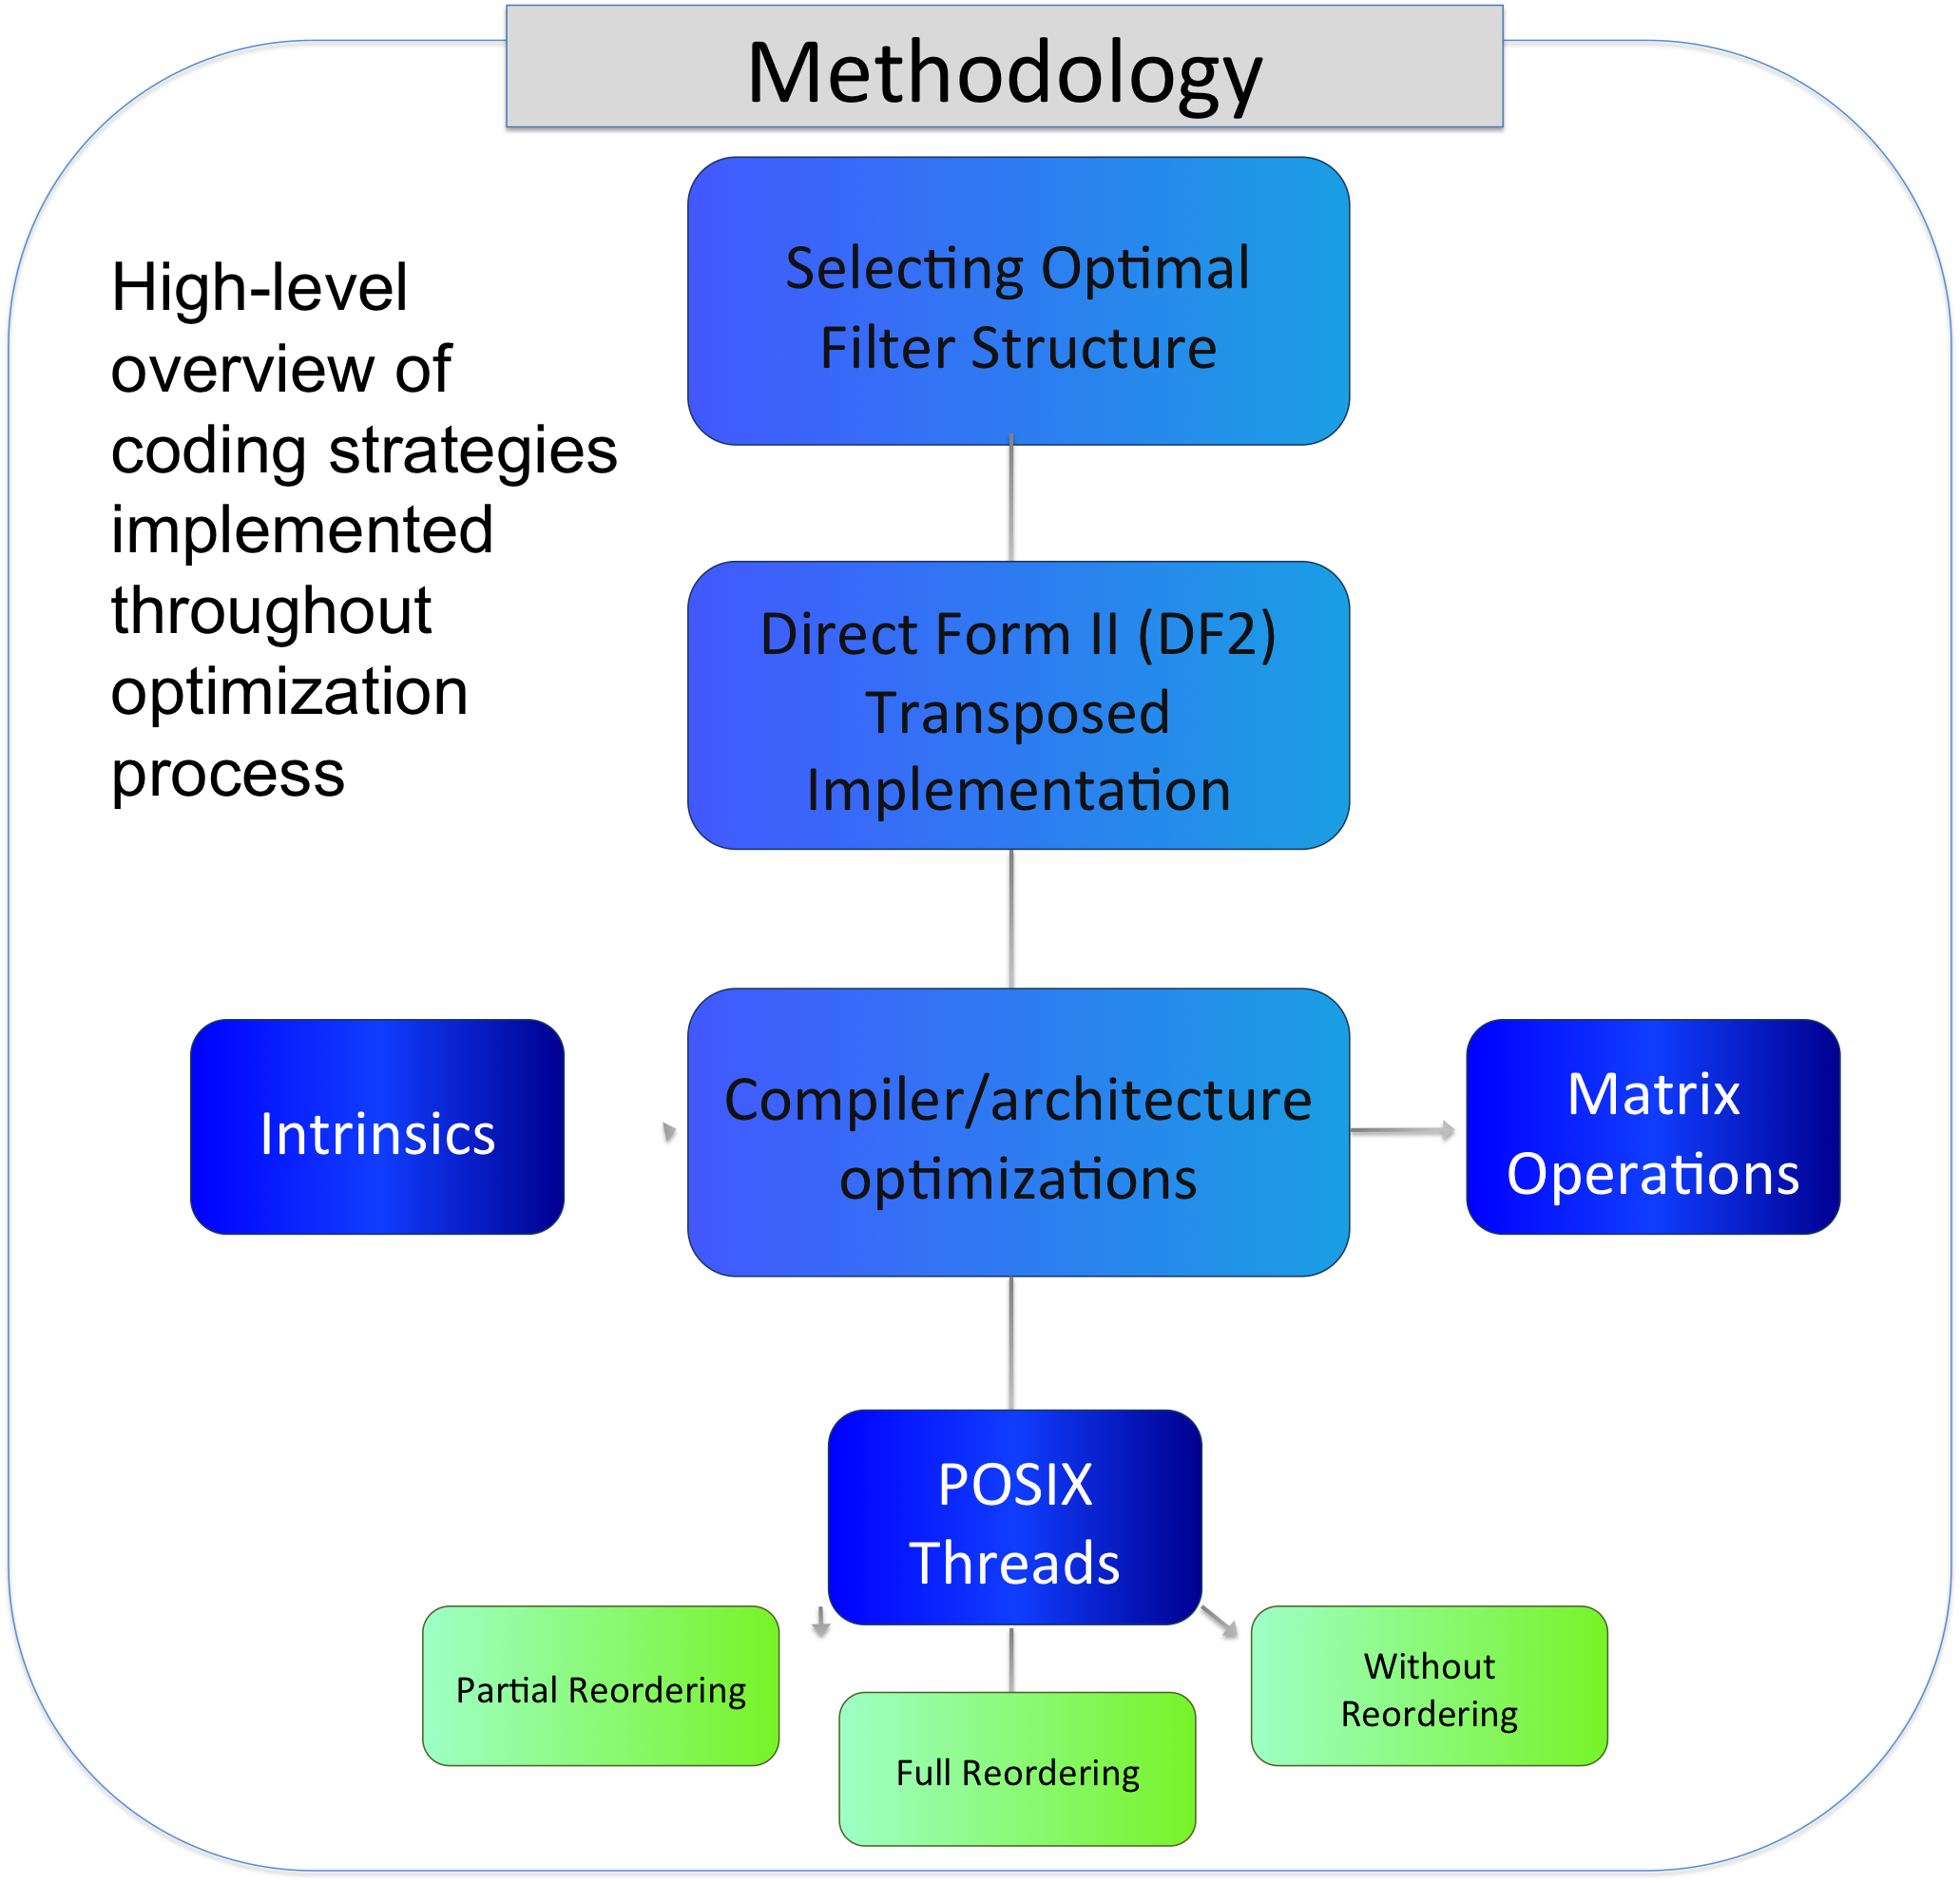 Methodology
High-level
overview of
coding strategies
implemented
throughout
optimization
process
Selecting Optimal
Filter Structure
Direct Form II (DF2)
Transposed
Implementation
Intrinsics
Compiler/architecture
optimizations
Matrix
Operations
POSIX
Threads
Partial Reordering
Full Reordering
Without
Reordering